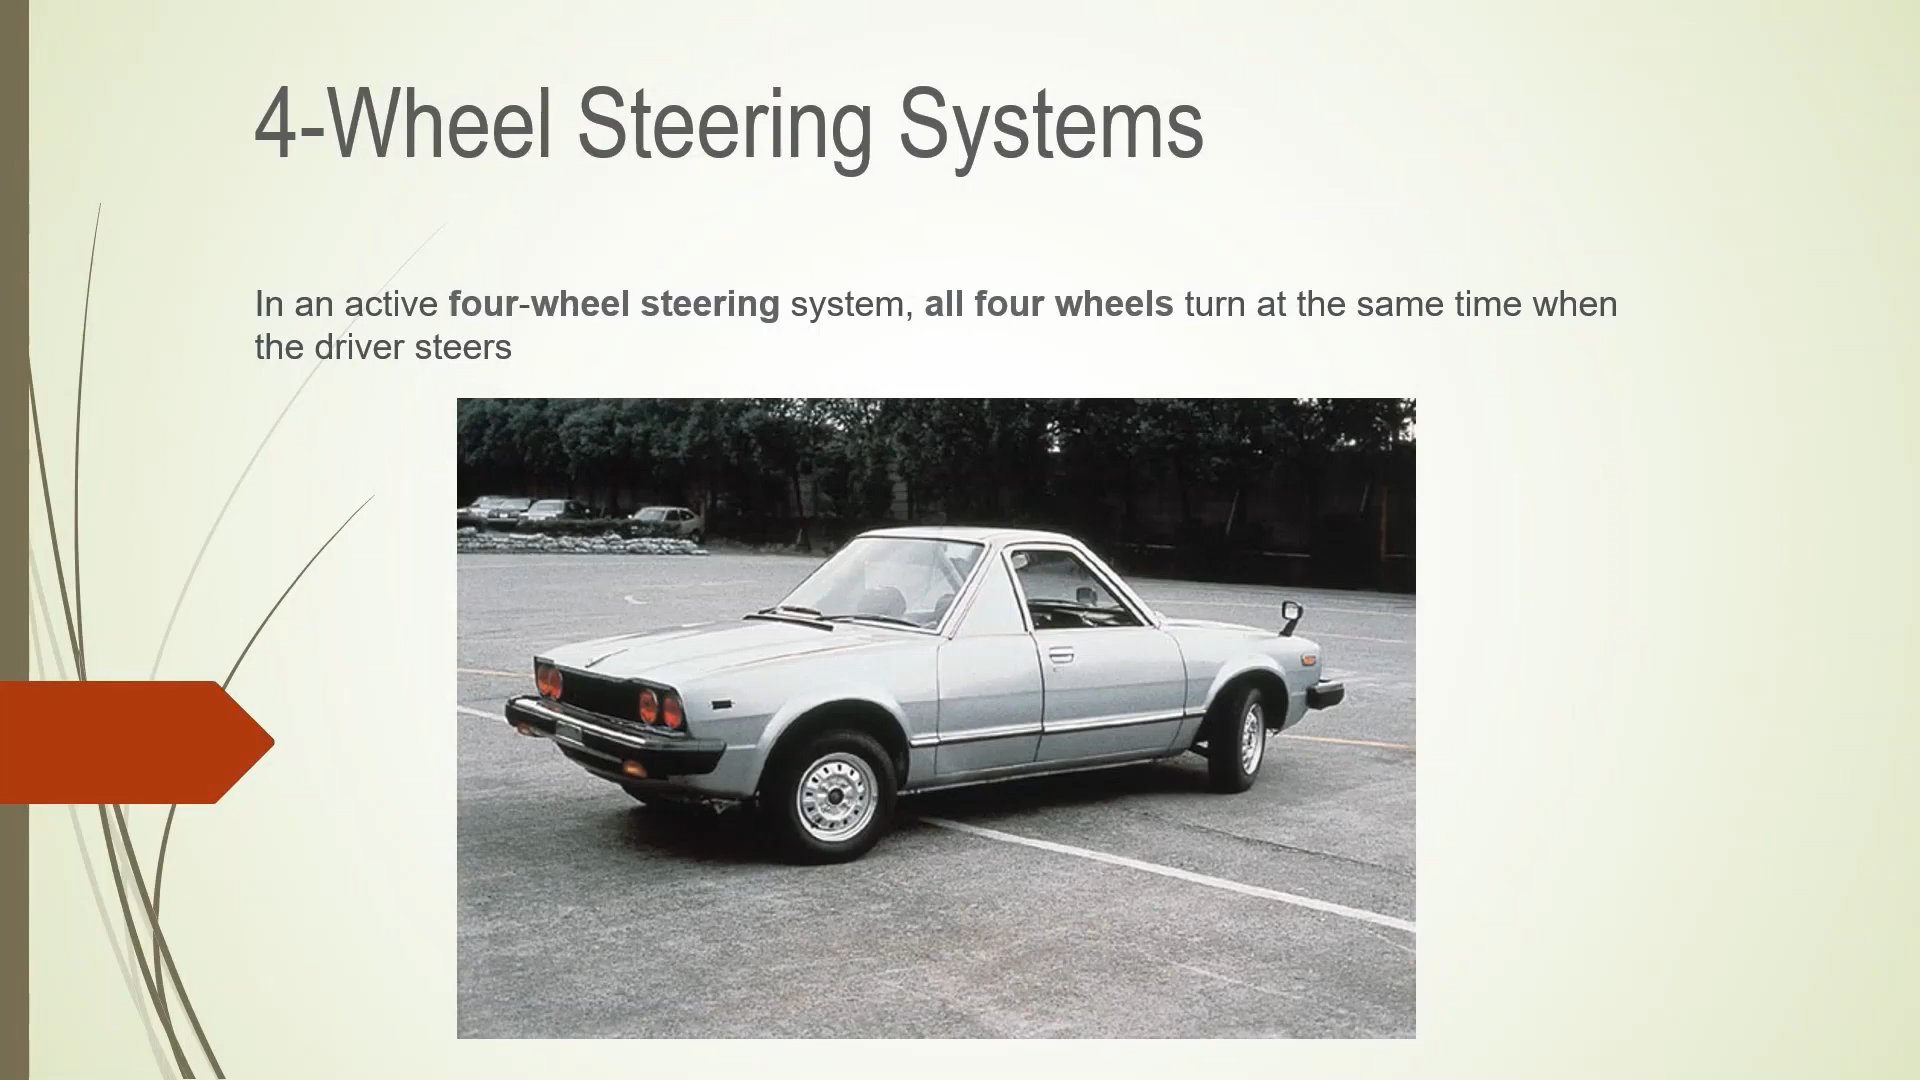 4-Wheel Steering Systems
In an active four-wheel steering system, all four wheels turn at the same time when
the driver steers